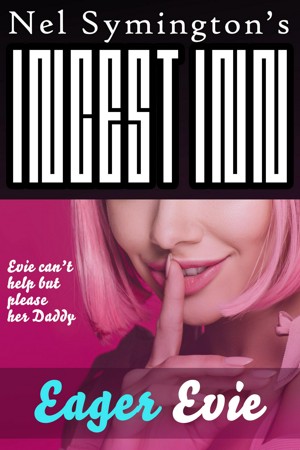 Nel Symington's
INCEST INN
Evie can't
help but
please
her Daddy
Eager Evie